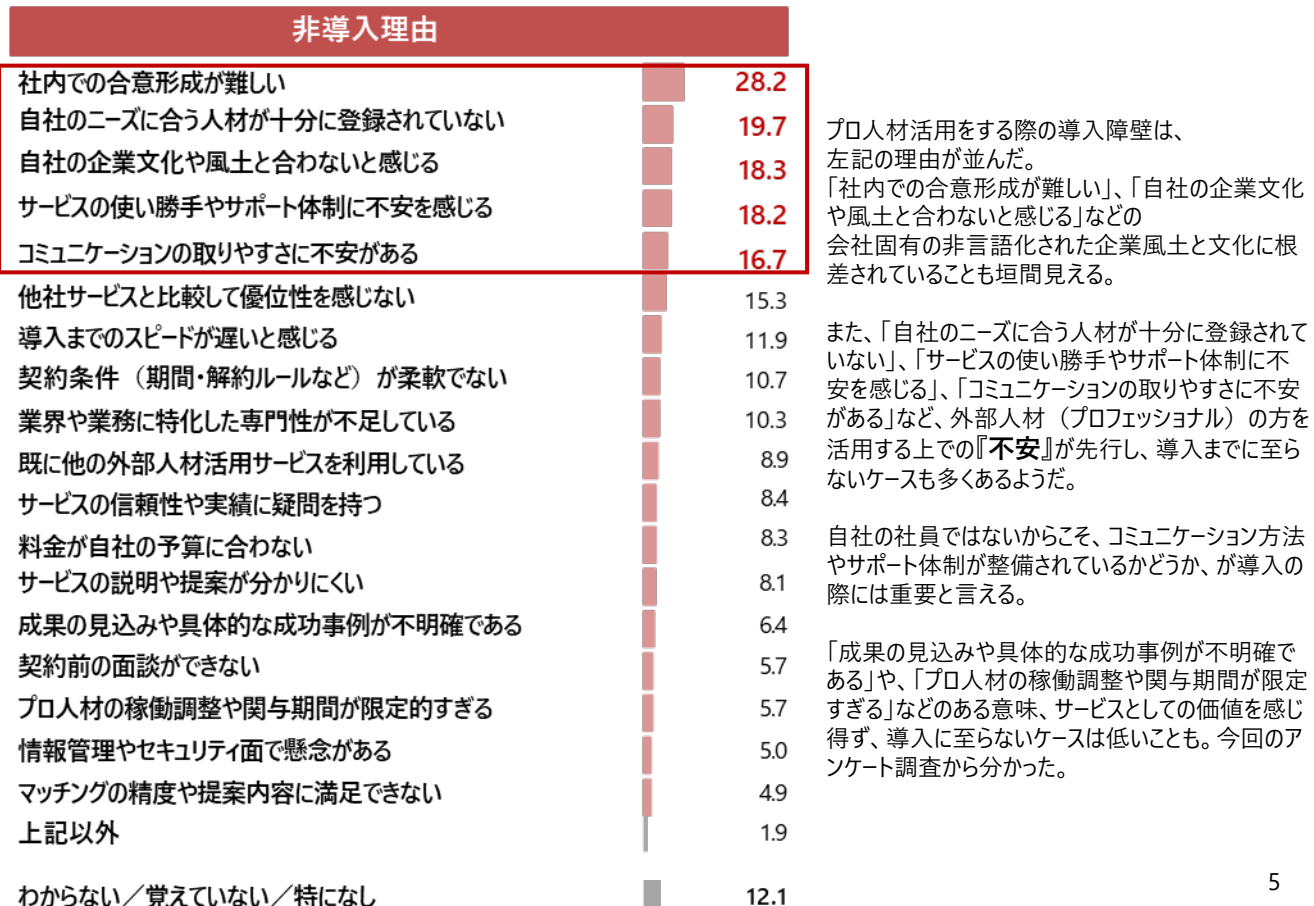 非導入理由
社内での合意形成が難しい 28.2
自社のニーズに合う人材が十分に登録されていない 19.7
自社の企業文化や風土と合わないと感じる 18.3
サービスの使い勝手やサポート体制に不安を感じる 18.2
コミュニケーションの取りやすさに不安がある 16.7
他社サービスと比較して優位性を感じない 15.3
導入までのスピードが遅いと感じる 11.9
契約条件（期間・解約ルールなど）が柔軟でない 10.7
業界や業務に特化した専門性が不足している 10.3
既に他の外部人材活用サービスを利用している 8.9
サービスの信頼性や実績に疑問を持つ 8.4
料金が自社の予算に合わない 8.3
サービスの説明や提案が分かりにくい 8.1
成果の見込みや具体的な成功事例が不明確である 6.4
契約前の面談ができない 5.7
プロ人材の稼働調整や関与期間が限定的すぎる 5.7
情報管理やセキュリティ面で懸念がある 5.0
マッチングの精度や提案内容に満足できない 4.9
上記以外 1.9
わからない／覚えていない／特になし 12.1
プロ人材活用をする際の導入障壁は、
左記の理由が並んだ。
「社内での合意形成が難しい」、「自社の企業文化
や風土と合わないと感じる」などの
会社固有の非言語化された企業風土と文化に根
差されていることも垣間見える。
また、「自社のニーズに合う人材が十分に登録されて
いない」、「サービスの使い勝手やサポート体制に不
安を感じる」、「コミュニケーションの取りやすさに不安
がある」など、外部人材（プロフェッショナル）の方を
活用する上での『不安』が先行し、導入までに至ら
ないケースも多くあるようだ。
自社の社員ではないからこそ、コミュニケーション方法
やサポート体制が整備されているかどうか、が導入の
際には重要と言える。
「成果の見込みや具体的な成功事例が不明確で
ある」や、「プロ人材の稼働調整や関与期間が限定
すぎる」などのある意味、サービスとしての価値を感じ
得ず、導入に至らないケースは低いことも。今回のア
ンケート調査から分かった。
5